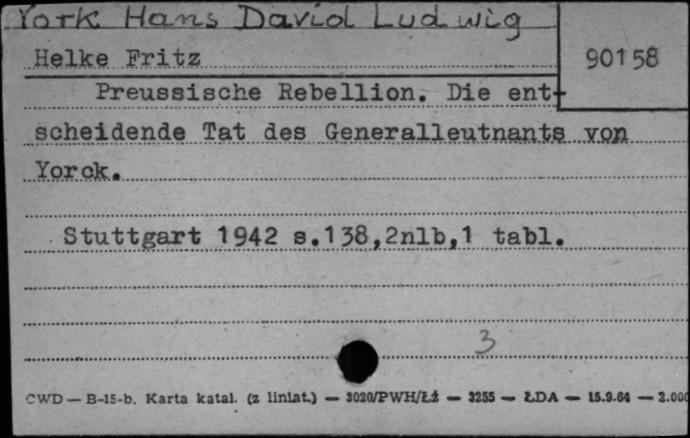 York Hans David Ludwig
Helke Fritz
90158
Preussische Rebellion. Die ent-
scheidende Tat des Generalleutnants von
Yorck.
Stuttgart 1942 s.138,2nlb,1 tabl.
3
CWD — B-15-b. Karta katal. (z liniat.) — 3020/PWH/Łź — 3255 — ŁDA — 15.9.64 — 2.000